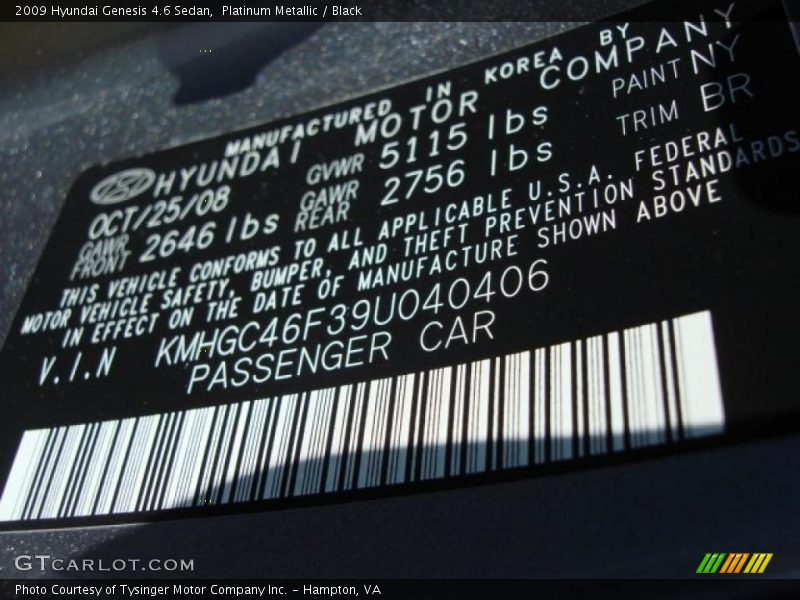 2009 Hyundai Genesis 4.6 Sedan,  Platinum Metallic / Black
MANUFACTURED IN KOREA BY
HYUNDAI MOTOR COMPANY
OCT/25/08 GVWR 5115 lbs PAINT NY
GAWR FRONT 2646 lbs GAWR REAR 2756 lbs TRIM BR
THIS VEHICLE CONFORMS TO ALL APPLICABLE U.S.A. FEDERAL
MOTOR VEHICLE SAFETY, BUMPER, AND THEFT PREVENTION STANDARDS
IN EFFECT ON THE DATE OF MANUFACTURE SHOWN ABOVE
V.I.N KMHGC46F39U040406
PASSENGER CAR
GTCARLOT.COM
Photo Courtesy of Tysinger Motor Company Inc. - Hampton, VA